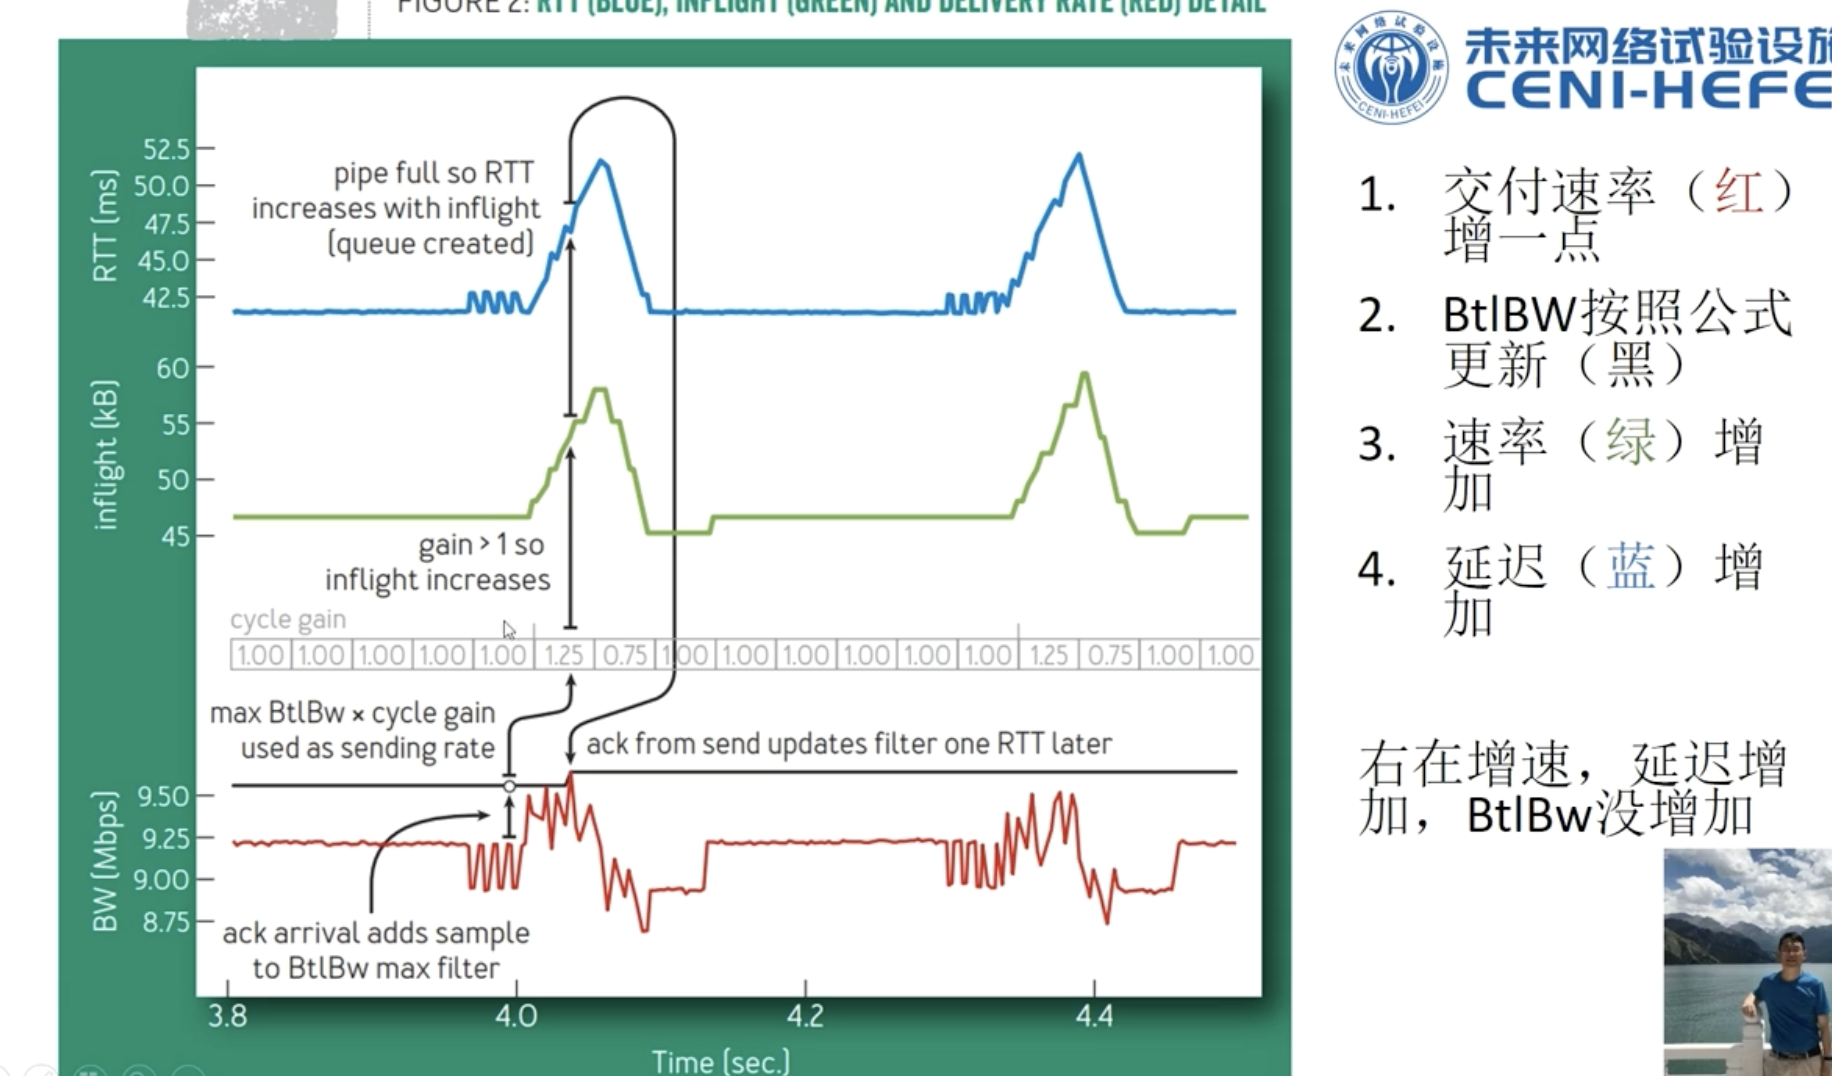 FIGURE 2: RTT (BLUE), INFLIGHT (GREEN) AND DELIVERY RATE (RED) DETAIL
RTT (ms)
52.5
50.0
47.5
45.0
42.5
pipe full so RTT
increases with inflight
(queue created)
inflight (kB)
60
55
50
45
gain > 1 so
inflight increases
cycle gain
1.00 1.00 1.00 1.00 1.00 1.25 0.75 1.00 1.00 1.00 1.00 1.00 1.00 1.25 0.75 1.00 1.00
max BtlBw × cycle gain
used as sending rate
ack from send updates filter one RTT later
BW (Mbps)
9.50
9.25
9.00
8.75
ack arrival adds sample
to BtlBw max filter
3.8 4.0 4.2 4.4
Time (sec.)
未来网络试验设施
CENI-HEFE
CENI-HEFEI
1. 交付速率（红）
增一点
2. BtlBW按照公式
更新（黑）
3. 速率（绿）增
加
4. 延迟（蓝）增
加
右在增速，延迟增
加，BtlBw没增加